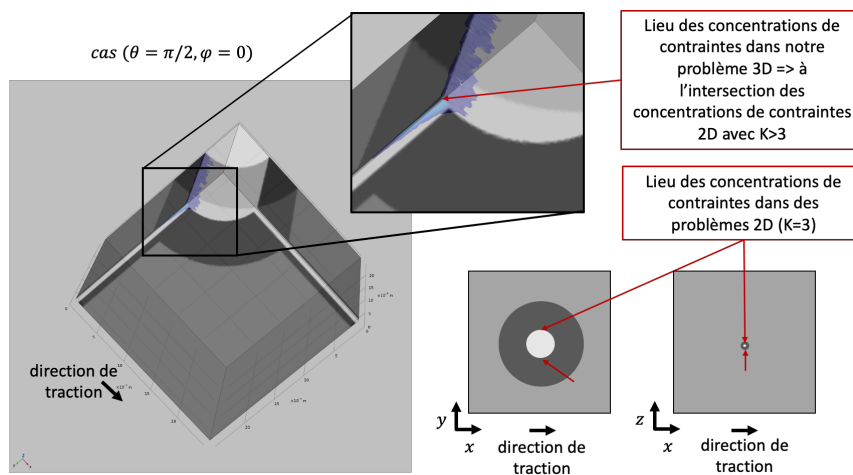 cas (θ = π/2, φ = 0)
Lieu des concentrations de
contraintes dans notre
problème 3D => à
l'intersection des
concentrations de contraintes
2D avec K>3
Lieu des concentrations de
contraintes dans des
problèmes 2D (K=3)
direction de
traction
y
x
direction de
traction
z
x
direction de
traction